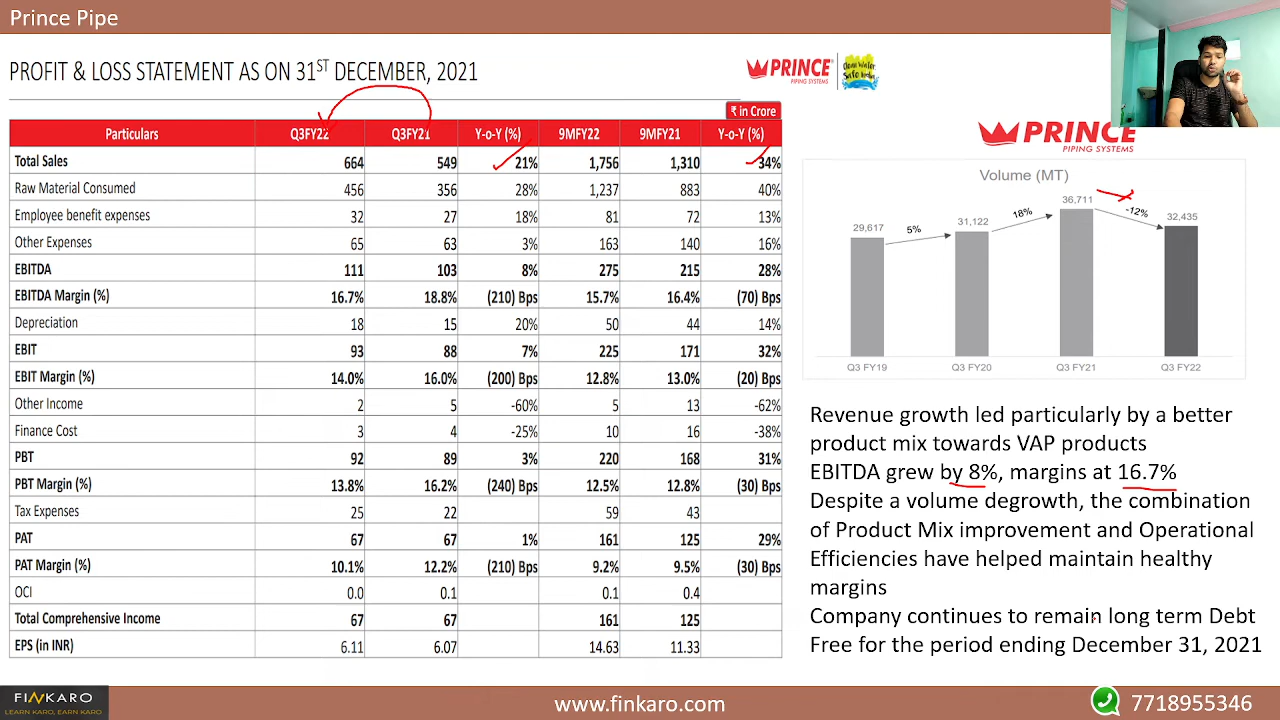 Prince Pipe
PROFIT & LOSS STATEMENT AS ON 31ST DECEMBER, 2021
PRINCE
PIPING SYSTEMS
Clean Water
Safe India
₹ in Crore
Particulars Q3FY22 Q3FY21 Y-o-Y (%) 9MFY22 9MFY21 Y-o-Y (%)
Total Sales 664 549 21% 1,756 1,310 34%
Raw Material Consumed 456 356 28% 1,237 883 40%
Employee benefit expenses 32 27 18% 81 72 13%
Other Expenses 65 63 3% 163 140 16%
EBITDA 111 103 8% 275 215 28%
EBITDA Margin (%) 16.7% 18.8% (210) Bps 15.7% 16.4% (70) Bps
Depreciation 18 15 20% 50 44 14%
EBIT 93 88 7% 225 171 32%
EBIT Margin (%) 14.0% 16.0% (200) Bps 12.8% 13.0% (20) Bps
Other Income 2 5 -60% 5 13 -62%
Finance Cost 3 4 -25% 10 16 -38%
PBT 92 89 3% 220 168 31%
PBT Margin (%) 13.8% 16.2% (240) Bps 12.5% 12.8% (30) Bps
Tax Expenses 25 22 59 43
PAT 67 67 1% 161 125 29%
PAT Margin (%) 10.1% 12.2% (210) Bps 9.2% 9.5% (30) Bps
OCI 0.0 0.1 0.1 0.4
Total Comprehensive Income 67 67 161 125
EPS (in INR) 6.11 6.07 14.63 11.33
PRINCE
PIPING SYSTEMS
Volume (MT)
29,617 5% 31,122 18% 36,711 -12% 32,435
Q3 FY19 Q3 FY20 Q3 FY21 Q3 FY22
Revenue growth led particularly by a better
product mix towards VAP products
EBITDA grew by 8%, margins at 16.7%
Despite a volume degrowth, the combination
of Product Mix improvement and Operational
Efficiencies have helped maintain healthy
margins
Company continues to remain long term Debt
Free for the period ending December 31, 2021
FINKARO
LEARN KARO, EARN KARO
www.finkaro.com
7718955346